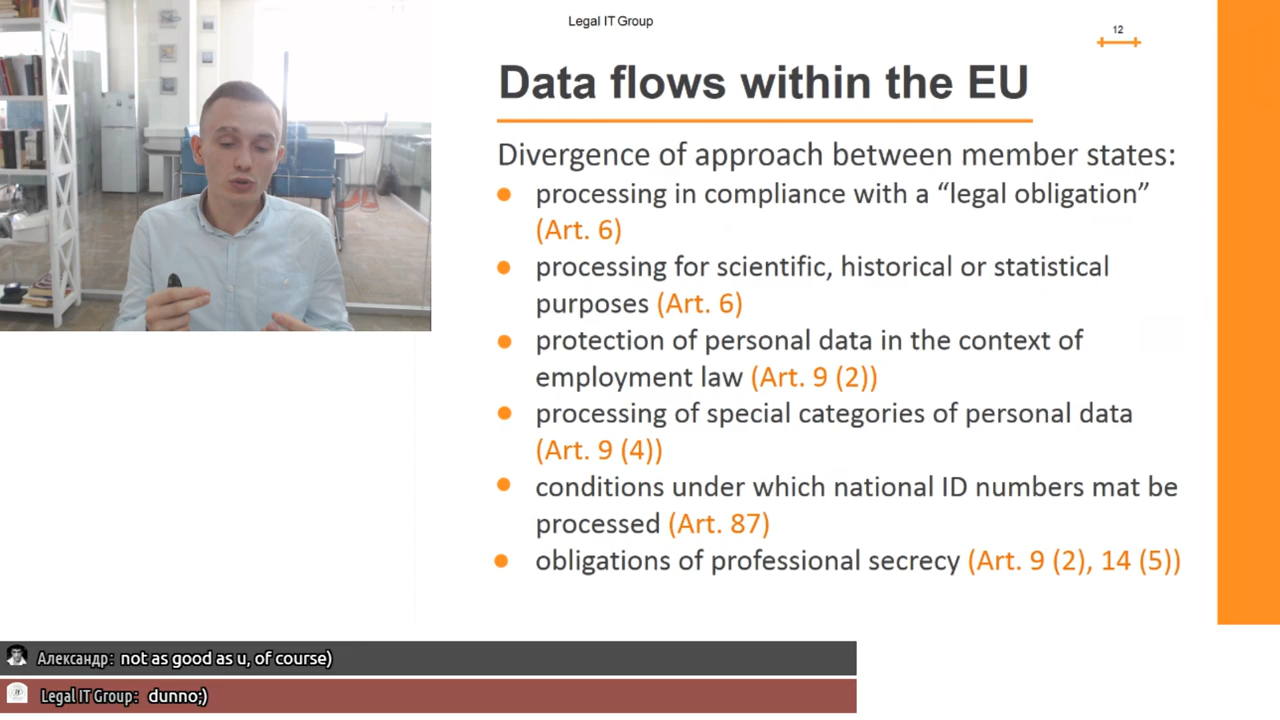 Legal IT Group
12
Data flows within the EU
Divergence of approach between member states:
processing in compliance with a “legal obligation”
(Art. 6)
processing for scientific, historical or statistical
purposes (Art. 6)
protection of personal data in the context of
employment law (Art. 9 (2))
processing of special categories of personal data
(Art. 9 (4))
conditions under which national ID numbers mat be
processed (Art. 87)
obligations of professional secrecy (Art. 9 (2), 14 (5))
Александр: not as good as u, of course)
Legal IT Group: dunno;)